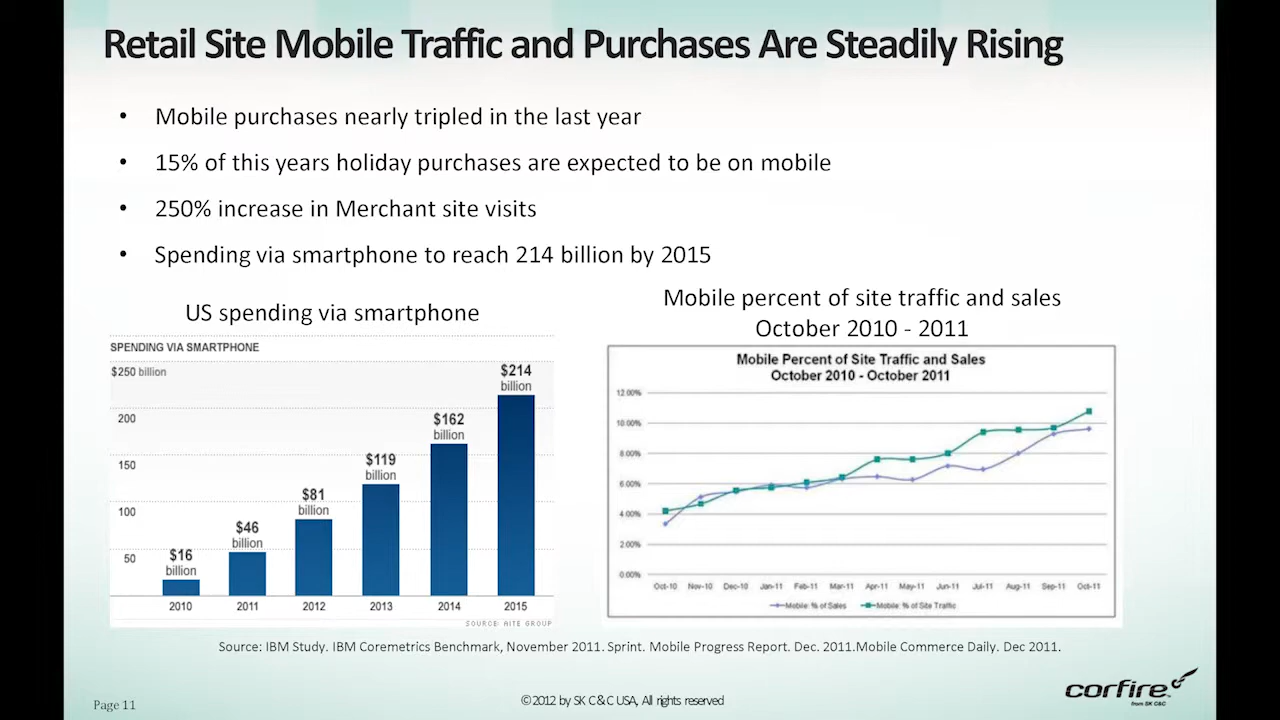 Retail Site Mobile Traffic and Purchases Are Steadily Rising
• Mobile purchases nearly tripled in the last year
• 15% of this years holiday purchases are expected to be on mobile
• 250% increase in Merchant site visits
• Spending via smartphone to reach 214 billion by 2015
US spending via smartphone
SPENDING VIA SMARTPHONE
$250 billion
200
150
100
50
$16
billion
$46
billion
$81
billion
$119
billion
$162
billion
$214
billion
2010 2011 2012 2013 2014 2015
SOURCE: AITE GROUP
Mobile percent of site traffic and sales
October 2010 - 2011
Mobile Percent of Site Traffic and Sales
October 2010 - October 2011
12.00%
10.00%
8.00%
6.00%
4.00%
2.00%
0.00%
Oct-10 Nov-10 Dec-10 Jan-11 Feb-11 Mar-11 Apr-11 May-11 Jun-11 Jul-11 Aug-11 Sep-11 Oct-11
Mobile: % of Sales Mobile: % of Site Traffic
Source: IBM Study. IBM Coremetrics Benchmark, November 2011. Sprint. Mobile Progress Report. Dec. 2011.Mobile Commerce Daily. Dec 2011.
Page 11
©2012 by SK C&C USA, All rights reserved
corfire
from SK C&C